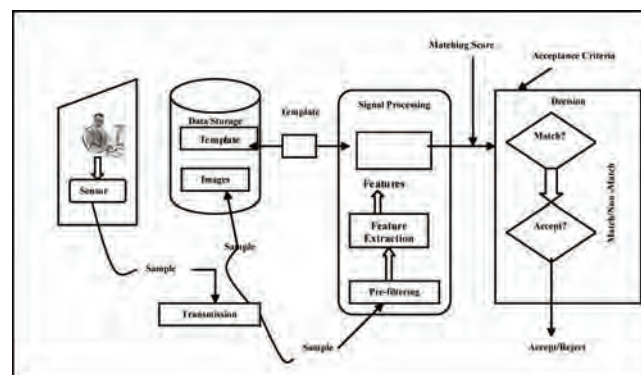 Matching Score
Acceptance Criteria
Template
Signal Processing
Decision
Data/Storage
Template
Match?
Images
Sensor
Features
Match/Non-Match
Sample
Feature
Extraction
Accept?
Sample
Pre-filtering
Transmission
Sample
Accept/Reject